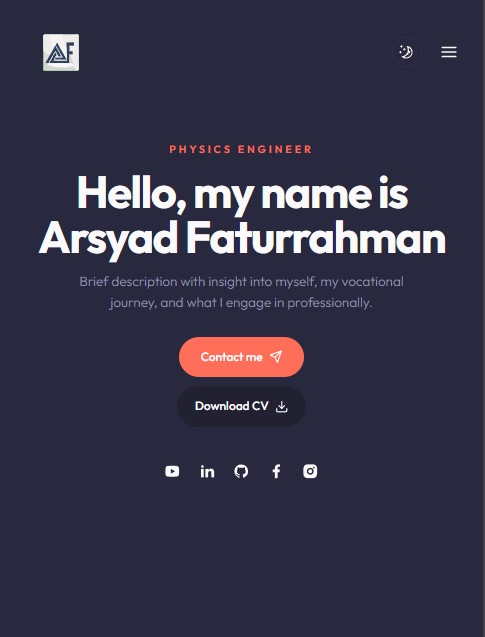 AF
PHYSICS ENGINEER
Hello, my name is
Arsyad Faturrahman
Brief description with insight into myself, my vocational
journey, and what I engage in professionally.
Contact me
Download CV